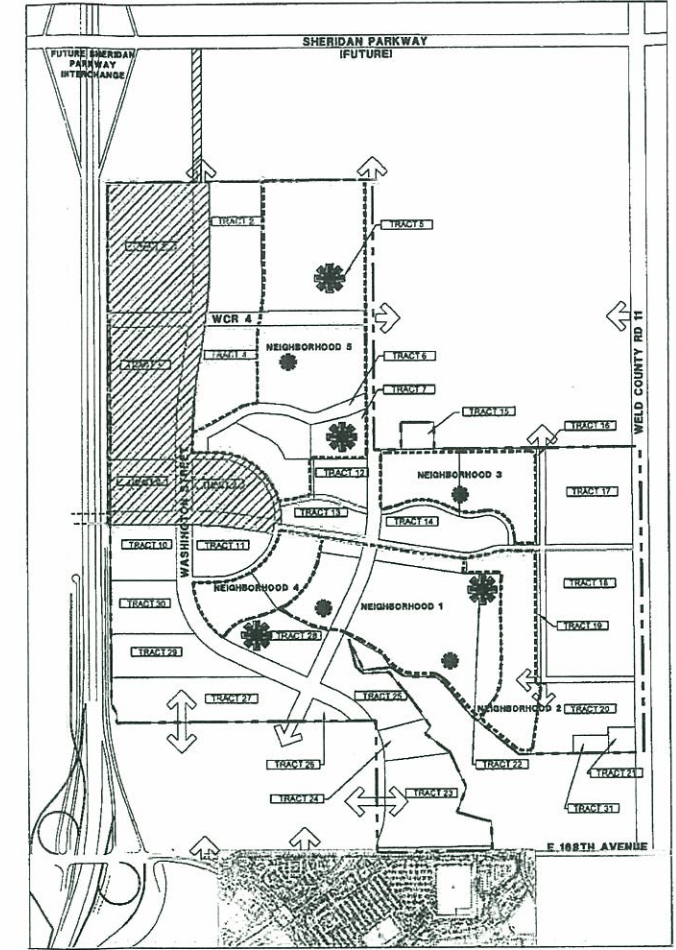 SHERIDAN PARKWAY
(FUTURE)
FUTURE SHERIDAN
PARKWAY
INTERCHANGE
TRACT 2
TRACT 5
WCR 4
WELD COUNTY RD 11
NEIGHBORHOOD 5
TRACT 4
TRACT 6
TRACT 7
TRACT 15
TRACT 16
WASHINGTON STREET
TRACT 12
NEIGHBORHOOD 3
TRACT 17
TRACT 13
TRACT 14
TRACT 10
TRACT 11
NEIGHBORHOOD 4
TRACT 18
TRACT 30
NEIGHBORHOOD 1
TRACT 19
TRACT 28
TRACT 29
TRACT 27
TRACT 25
NEIGHBORHOOD 2
TRACT 20
TRACT 26
TRACT 22
TRACT 21
TRACT 24
TRACT 23
TRACT 31
E. 168TH AVENUE